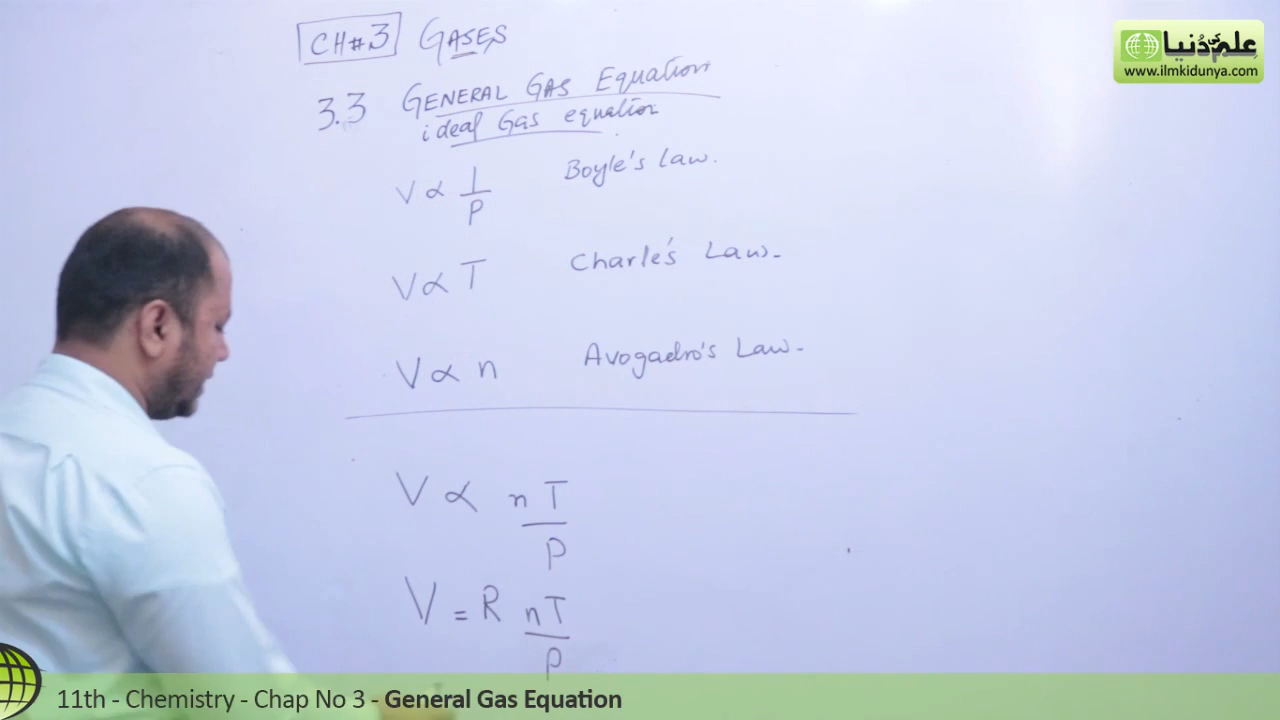 CH#3 GASES
علم کی دُنیا
www.ilmkidunya.com
3.3 GENERAL GAS Equation
ideal Gas equation
V ∝ 1/P Boyle's Law.
V ∝ T Charle's Law-
V ∝ n Avogadro's Law-
V ∝ nT/P
V = R nT/P
11th - Chemistry - Chap No 3 - General Gas Equation